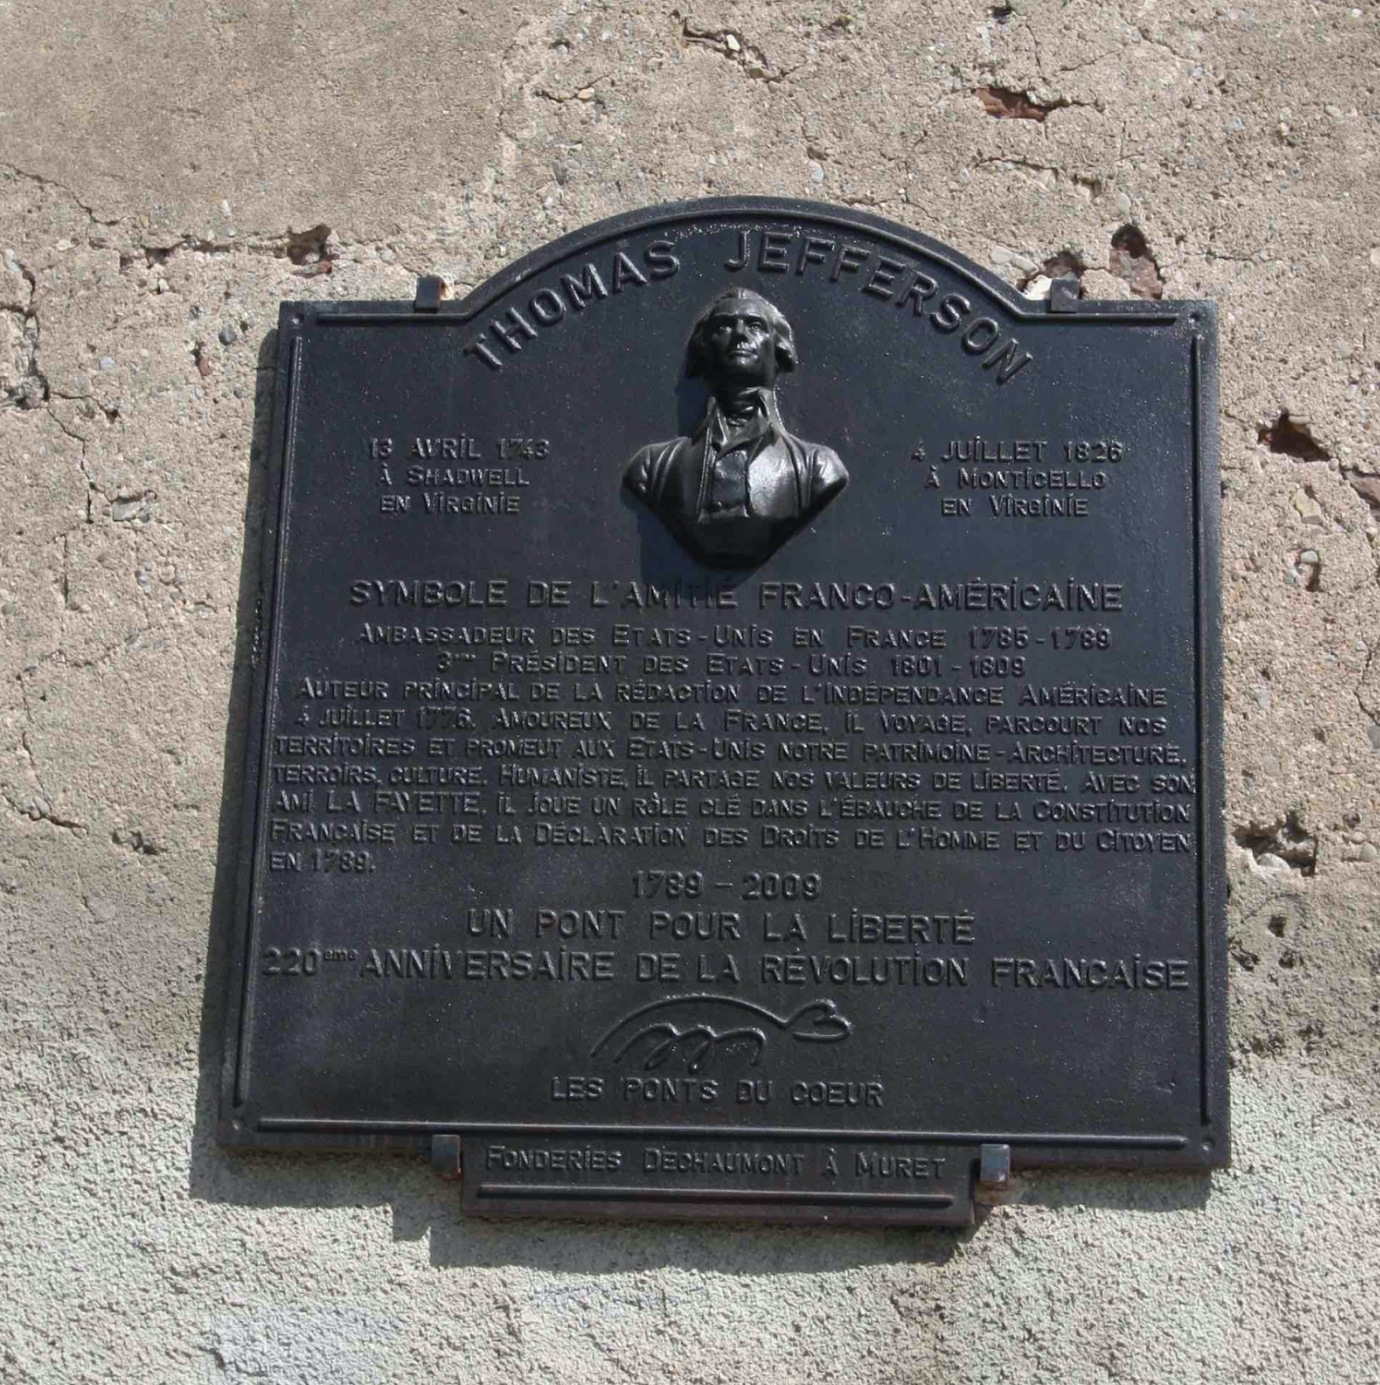 THOMAS JEFFERSON
13 AVRIL 1743
À SHADWELL
EN VIRGINIE
4 JUILLET 1826
À MONTICELLO
EN VIRGINIE
SYMBOLE DE L'AMITIÉ FRANCO-AMÉRICAINE
AMBASSADEUR DES ETATS-UNIS EN FRANCE 1785-1789
3ème PRÉSIDENT DES ETATS-UNIS 1801-1809
AUTEUR PRINCIPAL DE LA RÉDACTION DE L'INDÉPENDANCE AMÉRICAINE
4 JUILLET 1776. AMOUREUX DE LA FRANCE, IL VOYAGE, PARCOURT NOS
TERRITOIRES ET PROMEUT AUX ETATS-UNIS NOTRE PATRIMOINE-ARCHITECTURE,
TERROIRS, CULTURE. HUMANISTE, IL PARTAGE NOS VALEURS DE LIBERTÉ. AVEC SON
AMI LA FAYETTE, IL JOUE UN RÔLE CLÉ DANS L'ÉBAUCHE DE LA CONSTITUTION
FRANÇAISE ET DE LA DÉCLARATION DES DROITS DE L'HOMME ET DU CITOYEN
EN 1789.
1789 - 2009
UN PONT POUR LA LIBERTÉ
220eme ANNIVERSAIRE DE LA RÉVOLUTION FRANÇAISE
LES PONTS DU COEUR
FONDERIES DECHAUMONT À MURET